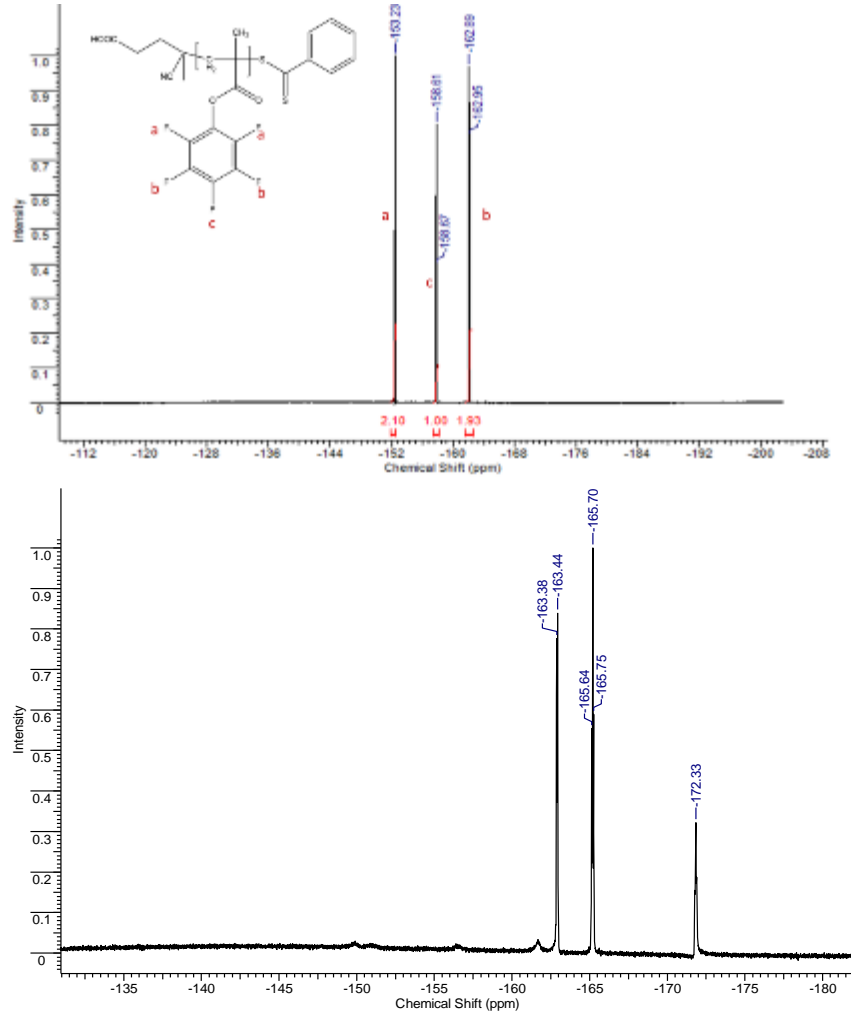 -153.23
-162.89
CH₃
HOOC
S
NC
S
O
O
-158.61
-162.95
-158.67
F
F
F
F
F
a
a
b
b
c
a
c
b
1.0
0.9
0.8
0.7
0.6
0.5
0.4
0.3
0.2
0.1
0
Intensity
2.10 1.00 1.93
-112 -120 -128 -136 -144 -152 -160 -168 -176 -184 -192 -200 -208
Chemical Shift (ppm)
-165.70
-163.38
-163.44
-165.64
-165.75
-172.33
1.0
0.9
0.8
0.7
0.6
0.5
0.4
0.3
0.2
0.1
0
Intensity
-135 -140 -145 -150 -155 -160 -165 -170 -175 -180
Chemical Shift (ppm)